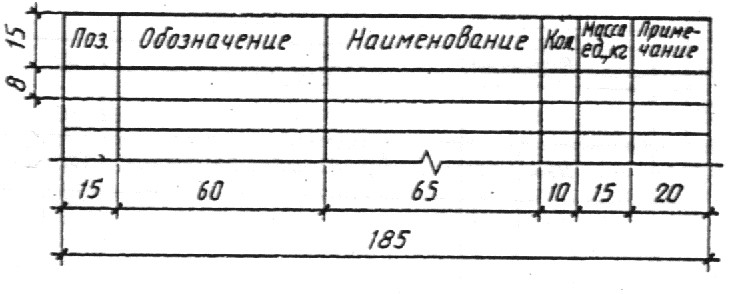 15
Поз.
Обозначение
Наименование
Кол.
Масса
ед.,кг
Приме-
чание
8
15
60
65
10
15
20
185